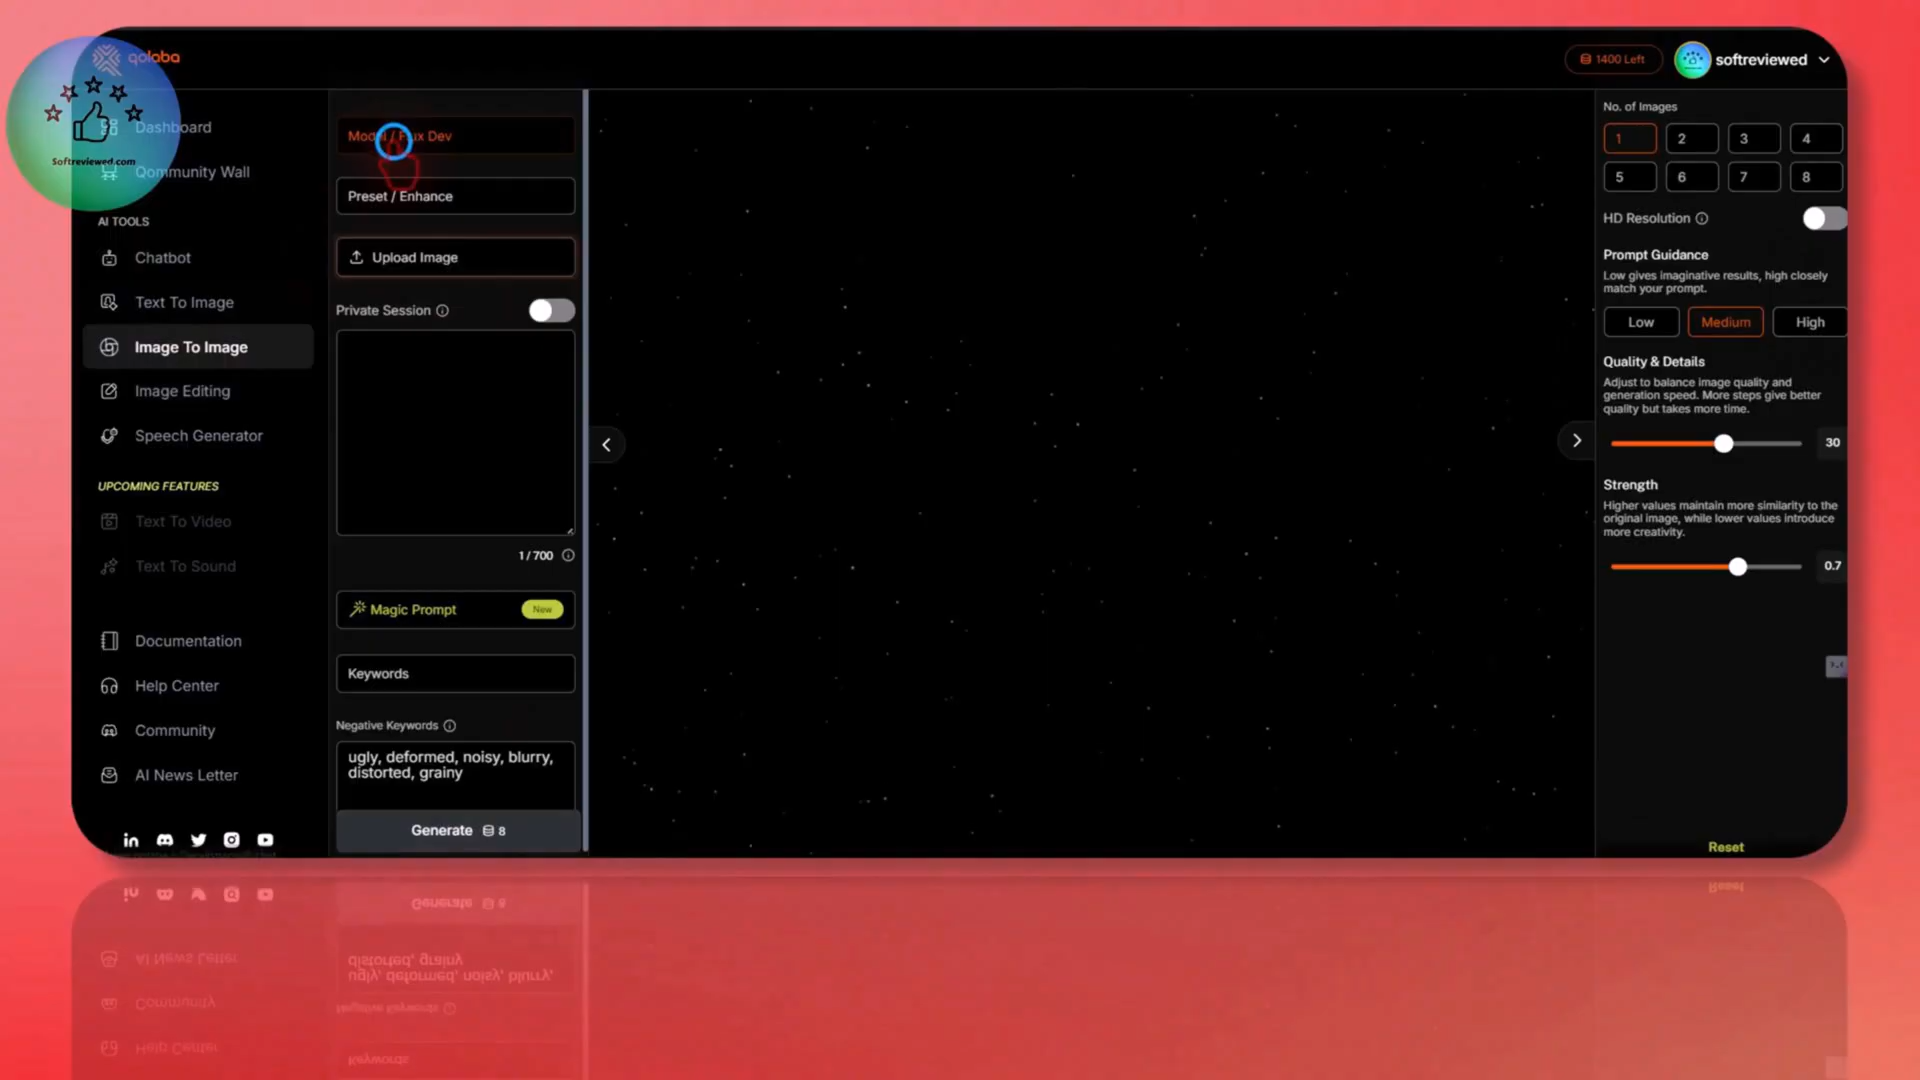 qolaba
Softreviewed.com
Dashboard
Qommunity Wall
AI TOOLS
Chatbot
Text To Image
Image To Image
Image Editing
Speech Generator
UPCOMING FEATURES
Text To Video
Text To Sound
Documentation
Help Center
Community
AI News Letter
Model / Flux Dev
Preset / Enhance
Upload Image
Private Session
1 / 700
Magic Prompt New
Keywords
Negative Keywords
ugly, deformed, noisy, blurry,
distorted, grainy
Generate 8
1400 Left
softreviewed
No. of Images
1 2 3 4
5 6 7 8
HD Resolution
Prompt Guidance
Low gives imaginative results, high closely
match your prompt.
Low Medium High
Quality & Details
Adjust to balance image quality and
generation speed. More steps give better
quality but takes more time.
30
Strength
Higher values maintain more similarity to the
original image, while lower values introduce
more creativity.
0.7
Reset